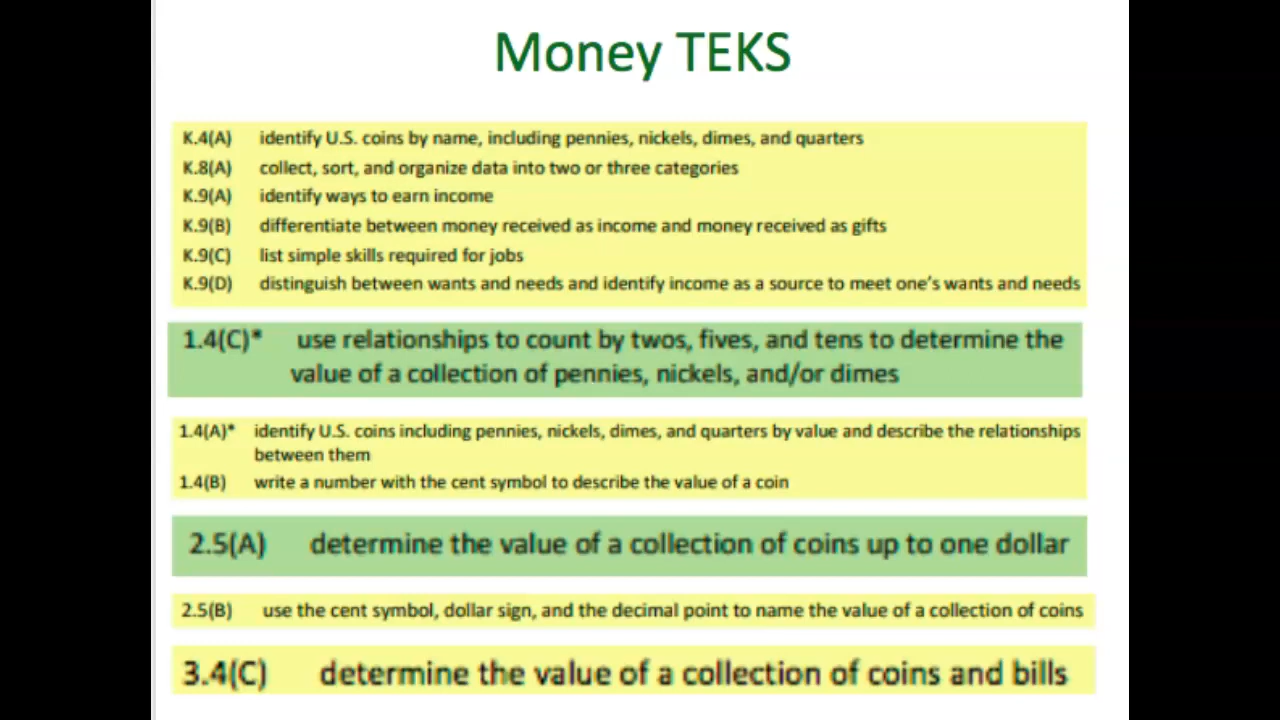 Money TEKS
K.4(A) identify U.S. coins by name, including pennies, nickels, dimes, and quarters
K.8(A) collect, sort, and organize data into two or three categories
K.9(A) identify ways to earn income
K.9(B) differentiate between money received as income and money received as gifts
K.9(C) list simple skills required for jobs
K.9(D) distinguish between wants and needs and identify income as a source to meet one's wants and needs
1.4(C)* use relationships to count by twos, fives, and tens to determine the
value of a collection of pennies, nickels, and/or dimes
1.4(A)* identify U.S. coins including pennies, nickels, dimes, and quarters by value and describe the relationships
between them
1.4(B) write a number with the cent symbol to describe the value of a coin
2.5(A) determine the value of a collection of coins up to one dollar
2.5(B) use the cent symbol, dollar sign, and the decimal point to name the value of a collection of coins
3.4(C) determine the value of a collection of coins and bills